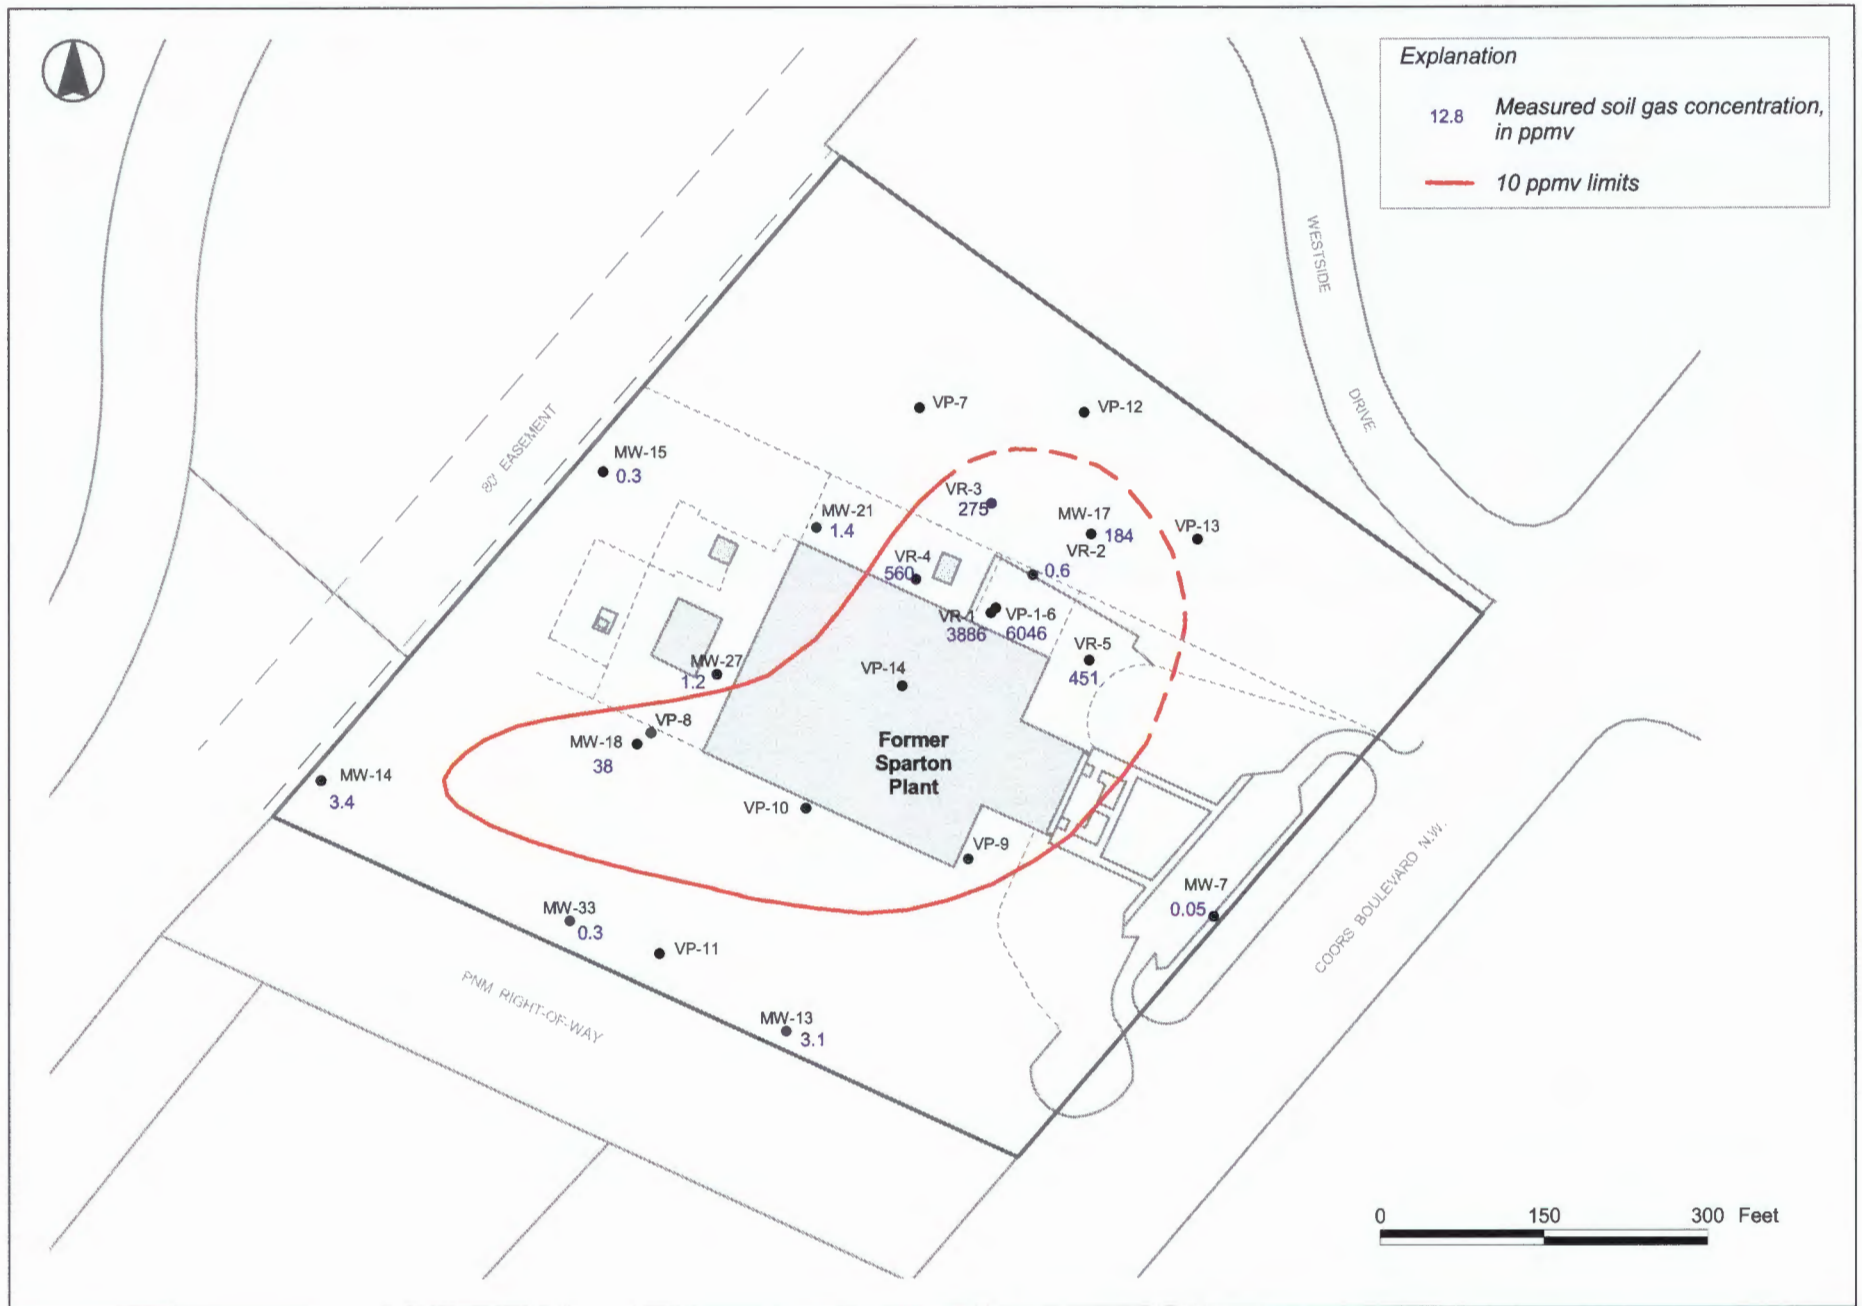 Explanation
12.8 Measured soil gas concentration,
in ppmv
10 ppmv limits
WESTSIDE
DRIVE
80' EASEMENT
VP-7
VP-12
MW-15
0.3
VR-3
275
MW-21
1.4
MW-17
184
VP-13
VR-4
560
VR-2
0.6
VR-1
3886
VP-1-6
6046
VR-5
451
MW-27
1.2
VP-14
VP-8
MW-18
38
Former
Sparton
Plant
MW-14
3.4
VP-10
VP-9
MW-7
0.05
COORS BOULEVARD N.W.
MW-33
0.3
VP-11
PNM RIGHT-OF-WAY
MW-13
3.1
0 150 300 Feet